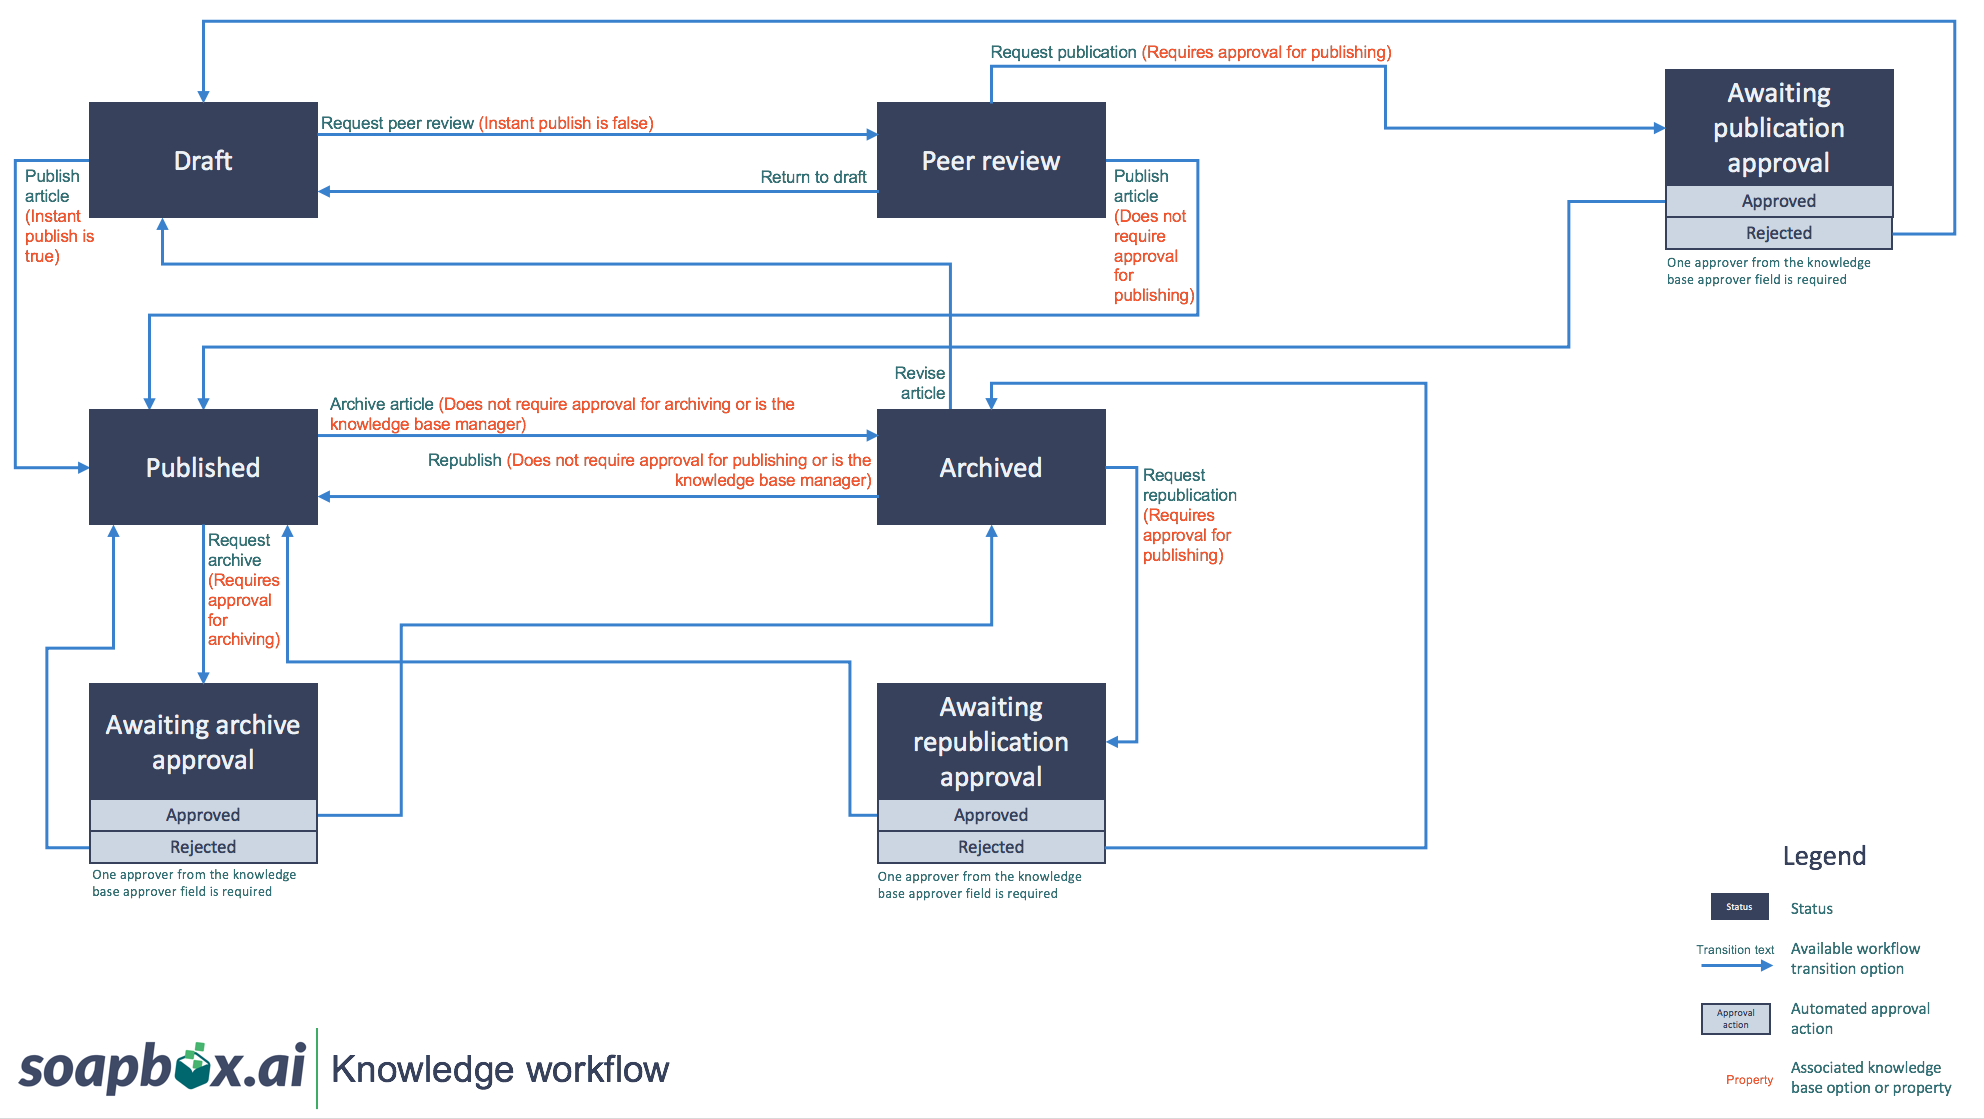 Request publication (Requires approval for publishing)
Draft
Request peer review (Instant publish is false)
Return to draft
Peer review
Awaiting
publication
approval
Approved
Rejected
One approver from the knowledge
base approver field is required
Publish
article
(Instant
publish is
true)
Publish
article
(Does not
require
approval
for
publishing)
Revise
article
Published
Archive article (Does not require approval for archiving or is the
knowledge base manager)
Republish (Does not require approval for publishing or is the
knowledge base manager)
Archived
Request
republication
(Requires
approval for
publishing)
Request
archive
(Requires
approval
for
archiving)
Awaiting archive
approval
Approved
Rejected
One approver from the knowledge
base approver field is required
Awaiting
republication
approval
Approved
Rejected
One approver from the knowledge
base approver field is required
Legend
Status
Status
Transition text
Available workflow
transition option
Approval
action
Automated approval
action
Property
Associated knowledge
base option or property
soapbox.ai
Knowledge workflow